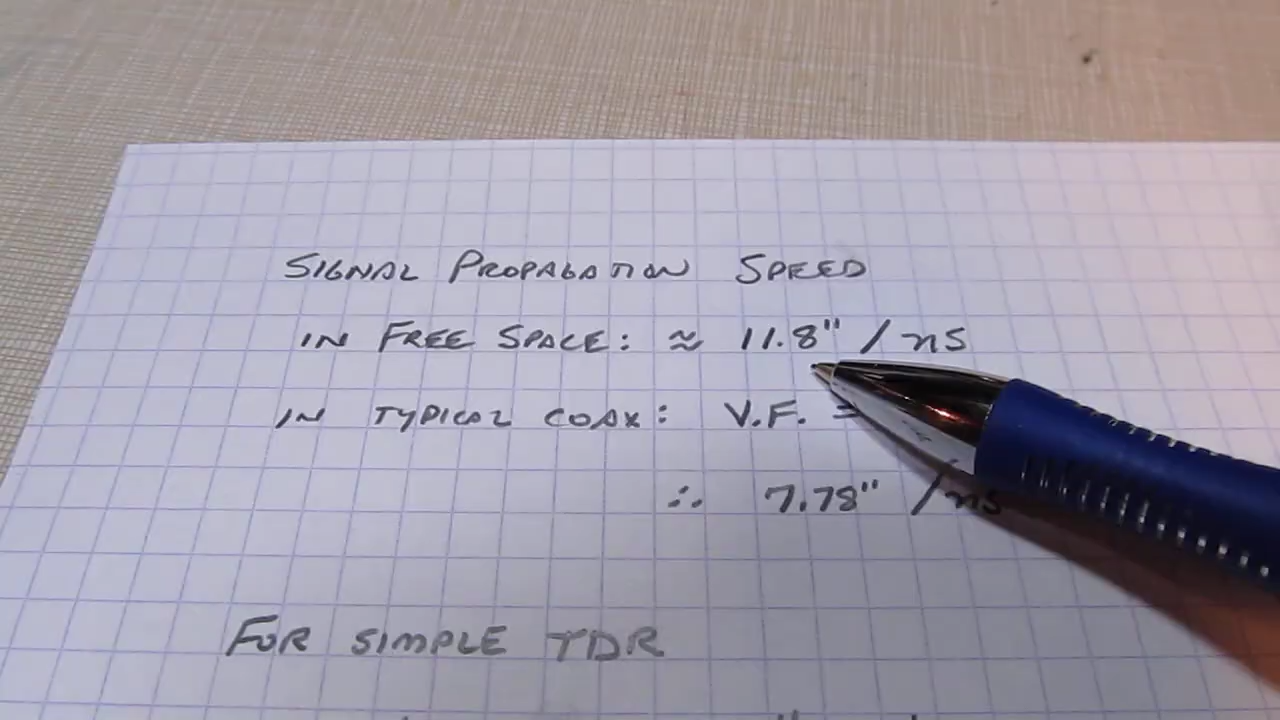 SIGNAL PROPAGATION SPEED
IN FREE SPACE: ≈ 11.8" / ns
IN TYPICAL COAX: V.F. =
∴ 7.78" / ns
FOR SIMPLE TDR